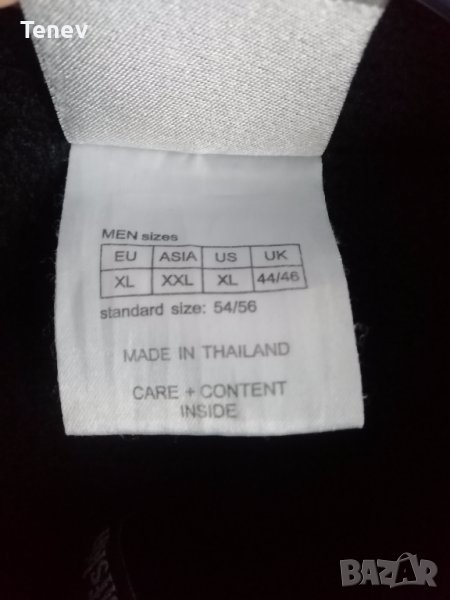 Tenev
MEN sizes
EU ASIA US UK
XL XXL XL 44/46
standard size: 54/56
MADE IN THAILAND
CARE + CONTENT
INSIDE
BAZAR